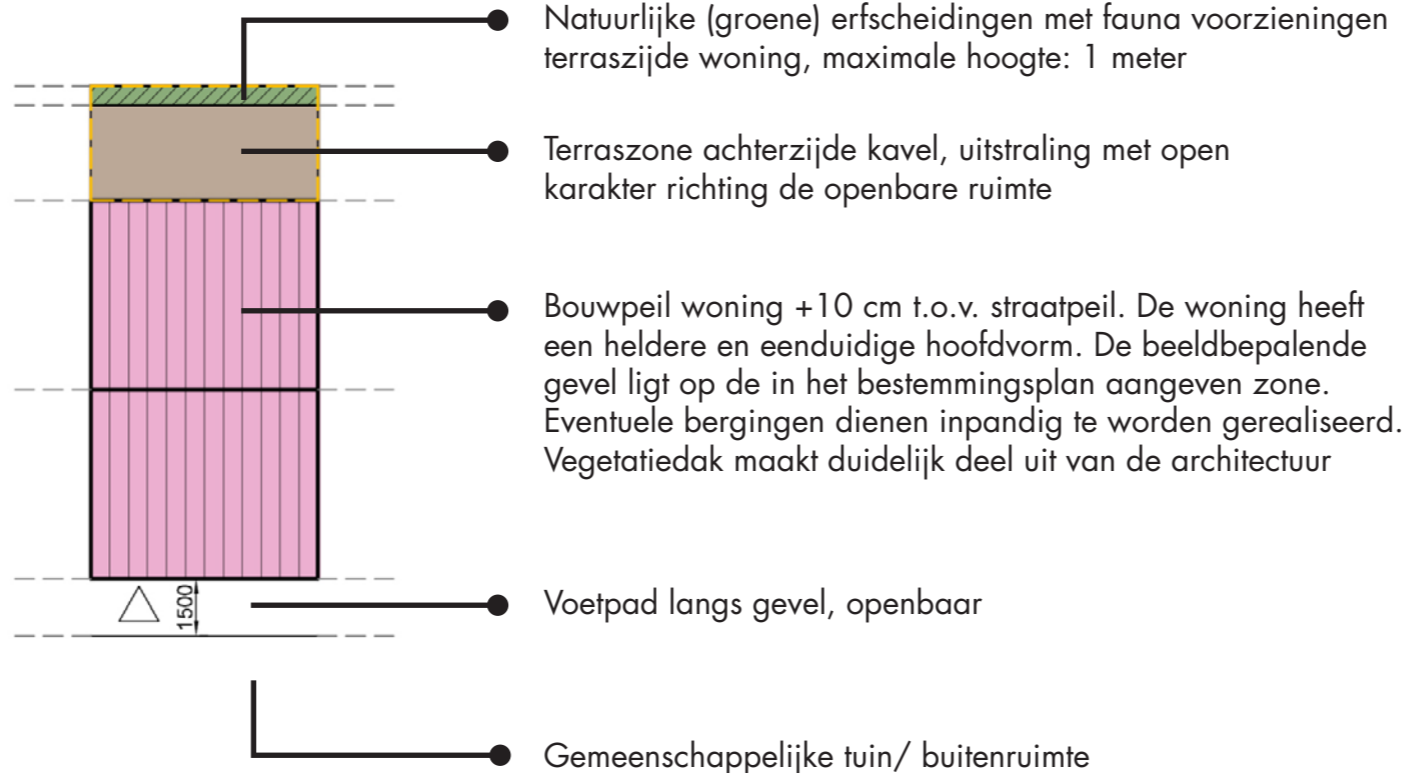 Natuurlijke (groene) erfscheidingen met fauna voorzieningen
terraszijde woning, maximale hoogte: 1 meter
Terraszone achterzijde kavel, uitstraling met open
karakter richting de openbare ruimte
Bouwpeil woning +10 cm t.o.v. straatpeil. De woning heeft
een heldere en eenduidige hoofdvorm. De beeldbepalende
gevel ligt op de in het bestemmingsplan aangeven zone.
Eventuele bergingen dienen inpandig te worden gerealiseerd.
Vegetatiedak maakt duidelijk deel uit van de architectuur
1500
Voetpad langs gevel, openbaar
Gemeenschappelijke tuin/ buitenruimte